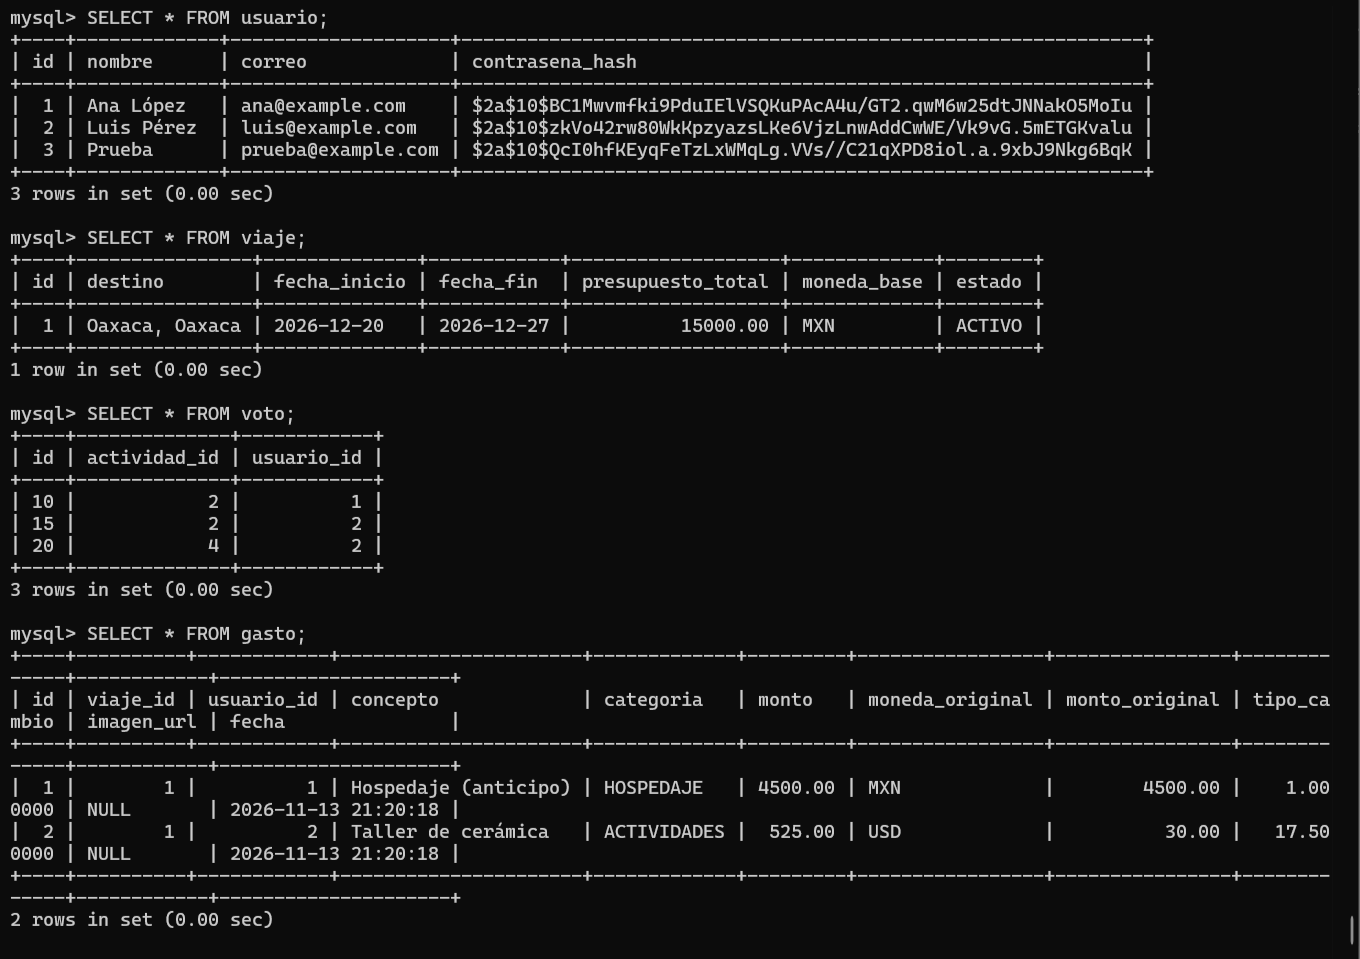 mysql> SELECT * FROM usuario;
+----+-------------+--------------------+--------------------------------------------------------------+
| id | nombre      | correo             | contrasena_hash                                              |
+----+-------------+--------------------+--------------------------------------------------------------+
|  1 | Ana López   | ana@example.com    | $2a$10$BC1Mwvmfki9PduIElVSQKuPAcA4u/GT2.qwM6w25dtJNNakO5MoIu |
|  2 | Luis Pérez  | luis@example.com   | $2a$10$zkVo42rw80WkKpzyazsLKe6VjzLnwAddCwWE/Vk9vG.5mETGKvalu |
|  3 | Prueba      | prueba@example.com | $2a$10$QcI0hfKEyqFeTzLxWMqLg.VVs//C21qXPD8iol.a.9xbJ9Nkg6BqK |
+----+-------------+--------------------+--------------------------------------------------------------+
3 rows in set (0.00 sec)

mysql> SELECT * FROM viaje;
+----+----------------+--------------+------------+-------------------+-------------+--------+
| id | destino        | fecha_inicio | fecha_fin  | presupuesto_total | moneda_base | estado |
+----+----------------+--------------+------------+-------------------+-------------+--------+
|  1 | Oaxaca, Oaxaca | 2026-12-20   | 2026-12-27 |          15000.00 | MXN         | ACTIVO |
+----+----------------+--------------+------------+-------------------+-------------+--------+
1 row in set (0.00 sec)

mysql> SELECT * FROM voto;
+----+--------------+------------+
| id | actividad_id | usuario_id |
+----+--------------+------------+
| 10 |            2 |          1 |
| 15 |            2 |          2 |
| 20 |            4 |          2 |
+----+--------------+------------+
3 rows in set (0.00 sec)

mysql> SELECT * FROM gasto;
+----+----------+------------+----------------------+-------------+---------+-----------------+----------------+--------
-----+------------+---------------------+
| id | viaje_id | usuario_id | concepto             | categoria   | monto   | moneda_original | monto_original | tipo_ca
mbio | imagen_url | fecha               |
+----+----------+------------+----------------------+-------------+---------+-----------------+----------------+--------
-----+------------+---------------------+
|  1 |        1 |          1 | Hospedaje (anticipo) | HOSPEDAJE   | 4500.00 | MXN             |        4500.00 |    1.00
0000 | NULL       | 2026-11-13 21:20:18 |
|  2 |        1 |          2 | Taller de cerámica   | ACTIVIDADES |  525.00 | USD             |          30.00 |   17.50
0000 | NULL       | 2026-11-13 21:20:18 |
+----+----------+------------+----------------------+-------------+---------+-----------------+----------------+--------
-----+------------+---------------------+
2 rows in set (0.00 sec)